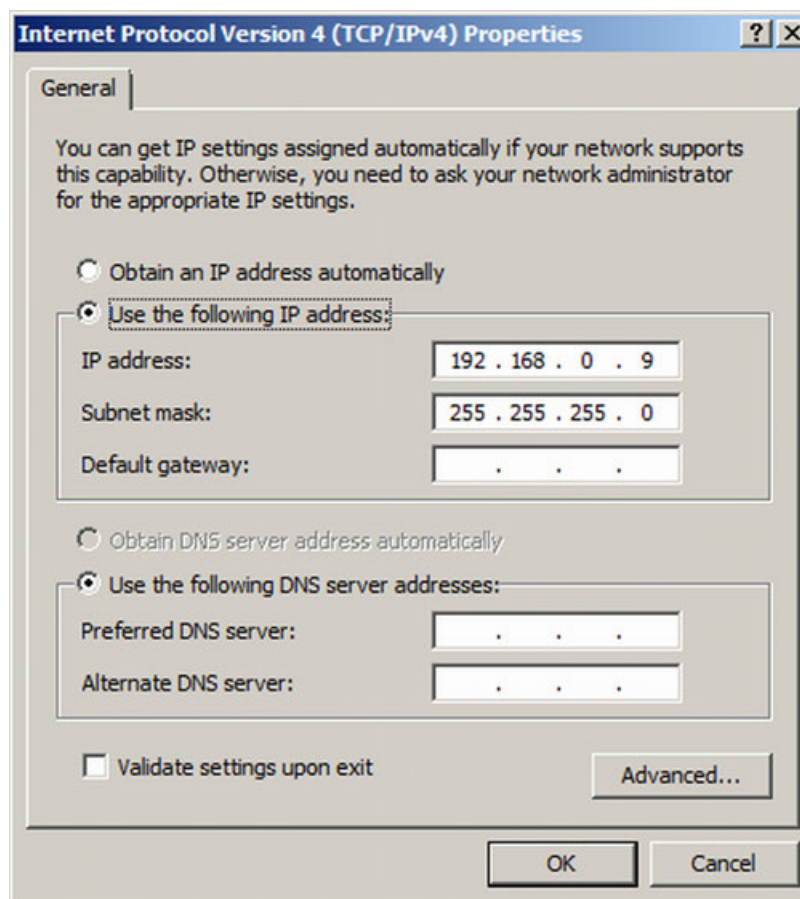 Internet Protocol Version 4 (TCP/IPv4) Properties
General
You can get IP settings assigned automatically if your network supports
this capability. Otherwise, you need to ask your network administrator
for the appropriate IP settings.
Obtain an IP address automatically
Use the following IP address:
IP address: 192 . 168 . 0 . 9
Subnet mask: 255 . 255 . 255 . 0
Default gateway: . . .
Obtain DNS server address automatically
Use the following DNS server addresses:
Preferred DNS server: . . .
Alternate DNS server: . . .
Validate settings upon exit
Advanced...
OK Cancel